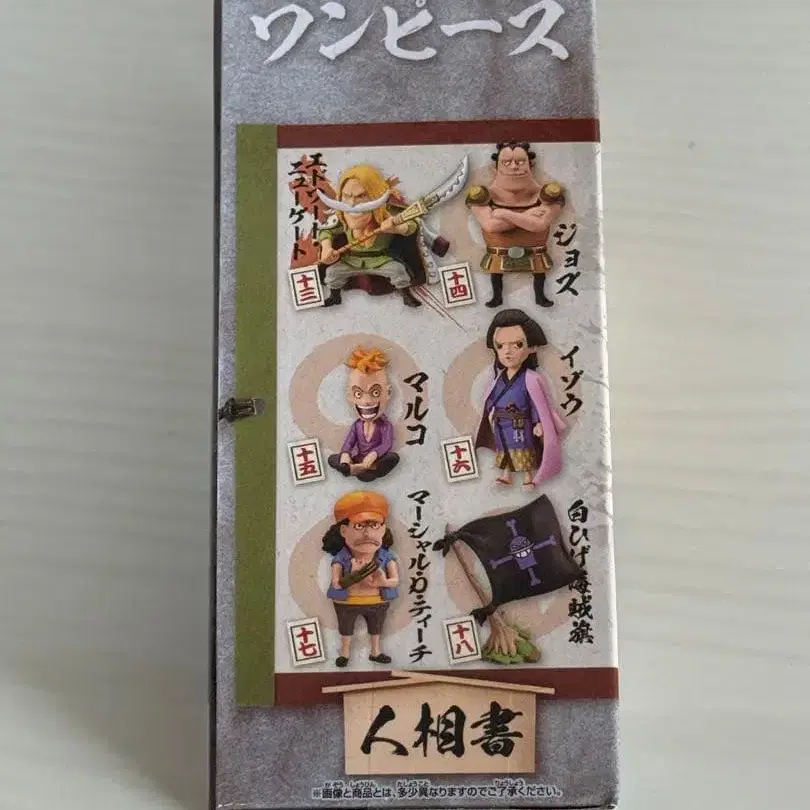 ワンピース
エドワード・
ニューゲート
十三
ジョズ
十四
マルコ
十五
イゾウ
十六
マーシャル・D・ティーチ
十七
白ひげ海賊旗
十八
人相書
※画像と商品とは、多少異なりますのでご了承ください。